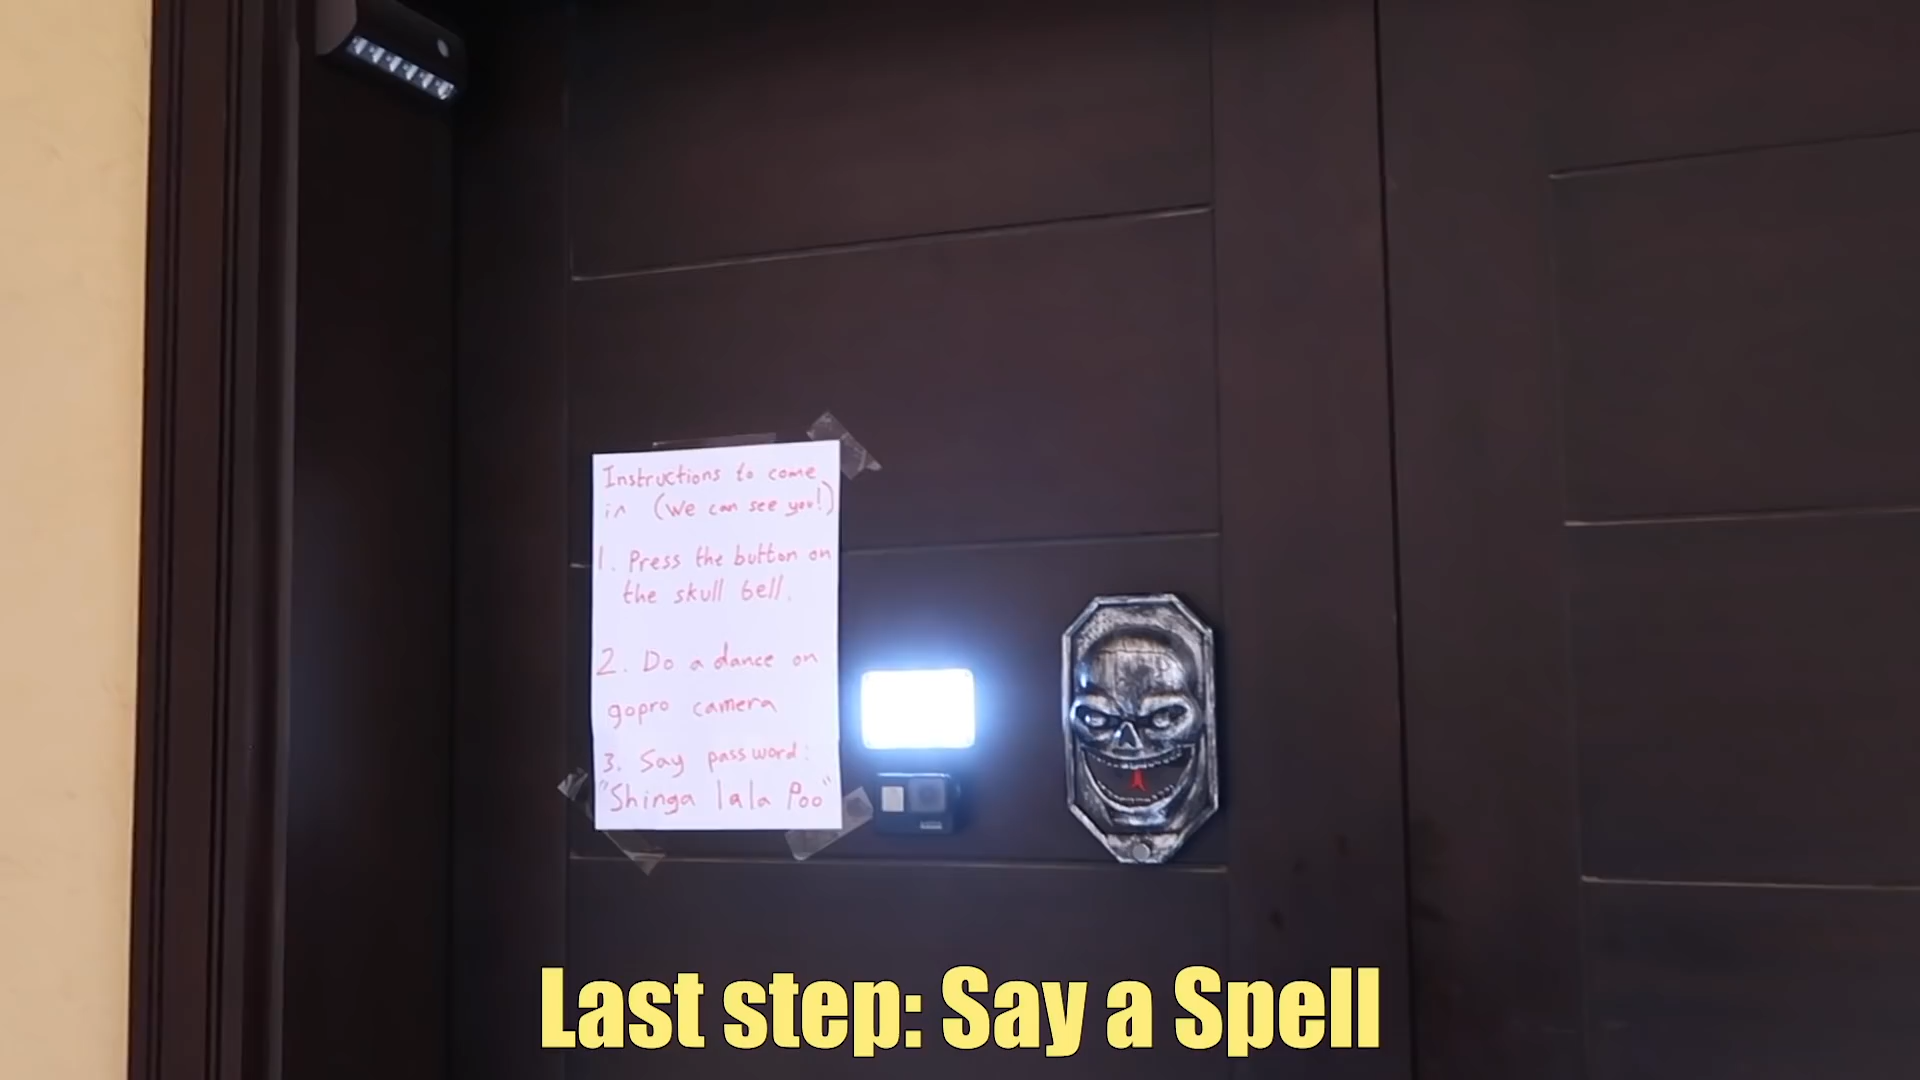 Instructions to come
in (We can see you!)
1. Press the button on
the skull bell.
2. Do a dance on
gopro camera
3. Say password:
"Shinga lala Poo"
Last step: Say a Spell